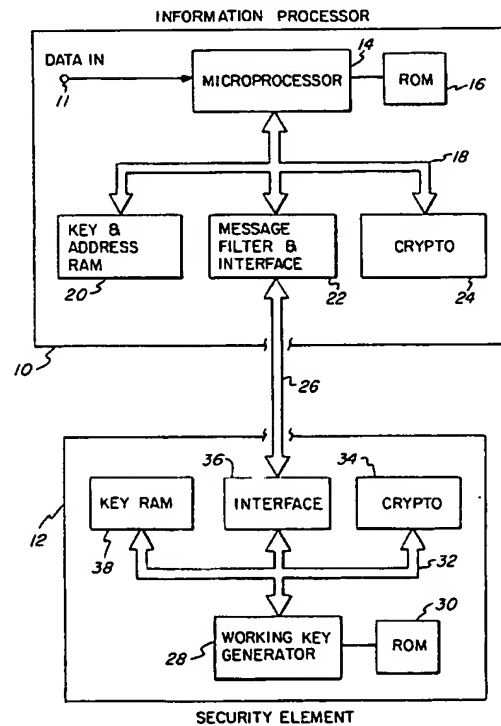 INFORMATION PROCESSOR
DATA IN
11
MICROPROCESSOR
14
ROM
16
18
KEY &
ADDRESS
RAM
20
MESSAGE
FILTER &
INTERFACE
22
CRYPTO
24
10
26
12
KEY RAM
38
36
INTERFACE
34
CRYPTO
32
28
WORKING KEY
GENERATOR
30
ROM
SECURITY ELEMENT